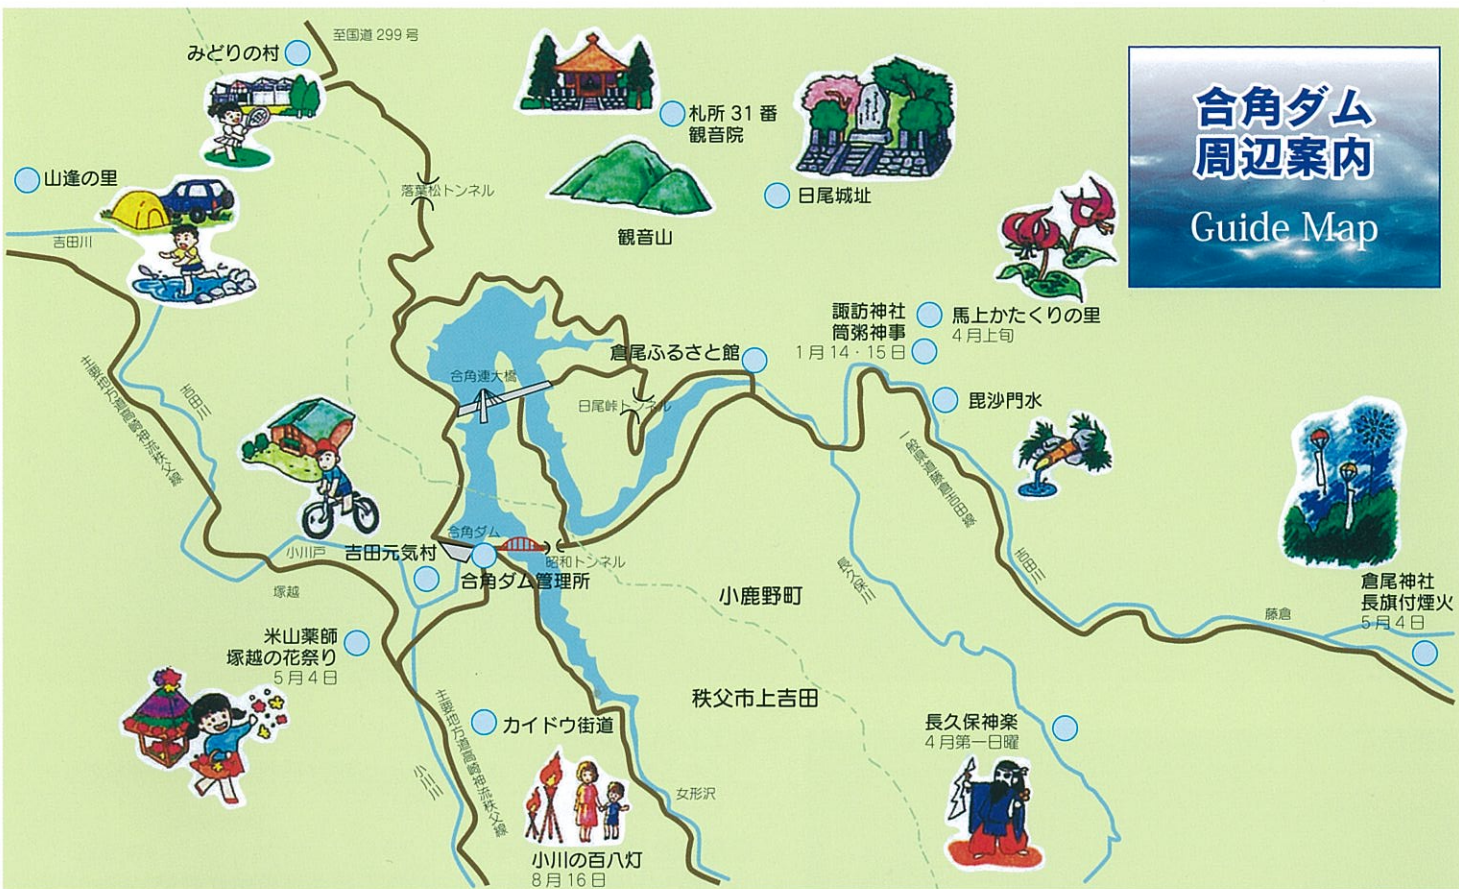 合角ダム
周辺案内
Guide Map
至国道299号
みどりの村
山逢の里
吉田川
落葉松トンネル
札所31番
観音院
観音山
日尾城址
諏訪神社
筒粥神事
1月14・15日
馬上かたくりの里
4月上旬
倉尾ふるさと館
毘沙門水
合角漣大橋
日尾峠トンネル
主要地方道高崎神流秩父線
吉田川
一般県道藤倉吉田線
吉田川
合角ダム
小川戸
吉田元気村
合角ダム管理所
昭和トンネル
塚越
小鹿野町
長久保川
倉尾神社
長旗付煙火
5月4日
藤倉
米山薬師
塚越の花祭り
5月4日
秩父市上吉田
カイドウ街道
主要地方道高崎神流秩父線
小川川
女形沢
長久保神楽
4月第一日曜
小川の百八灯
8月16日